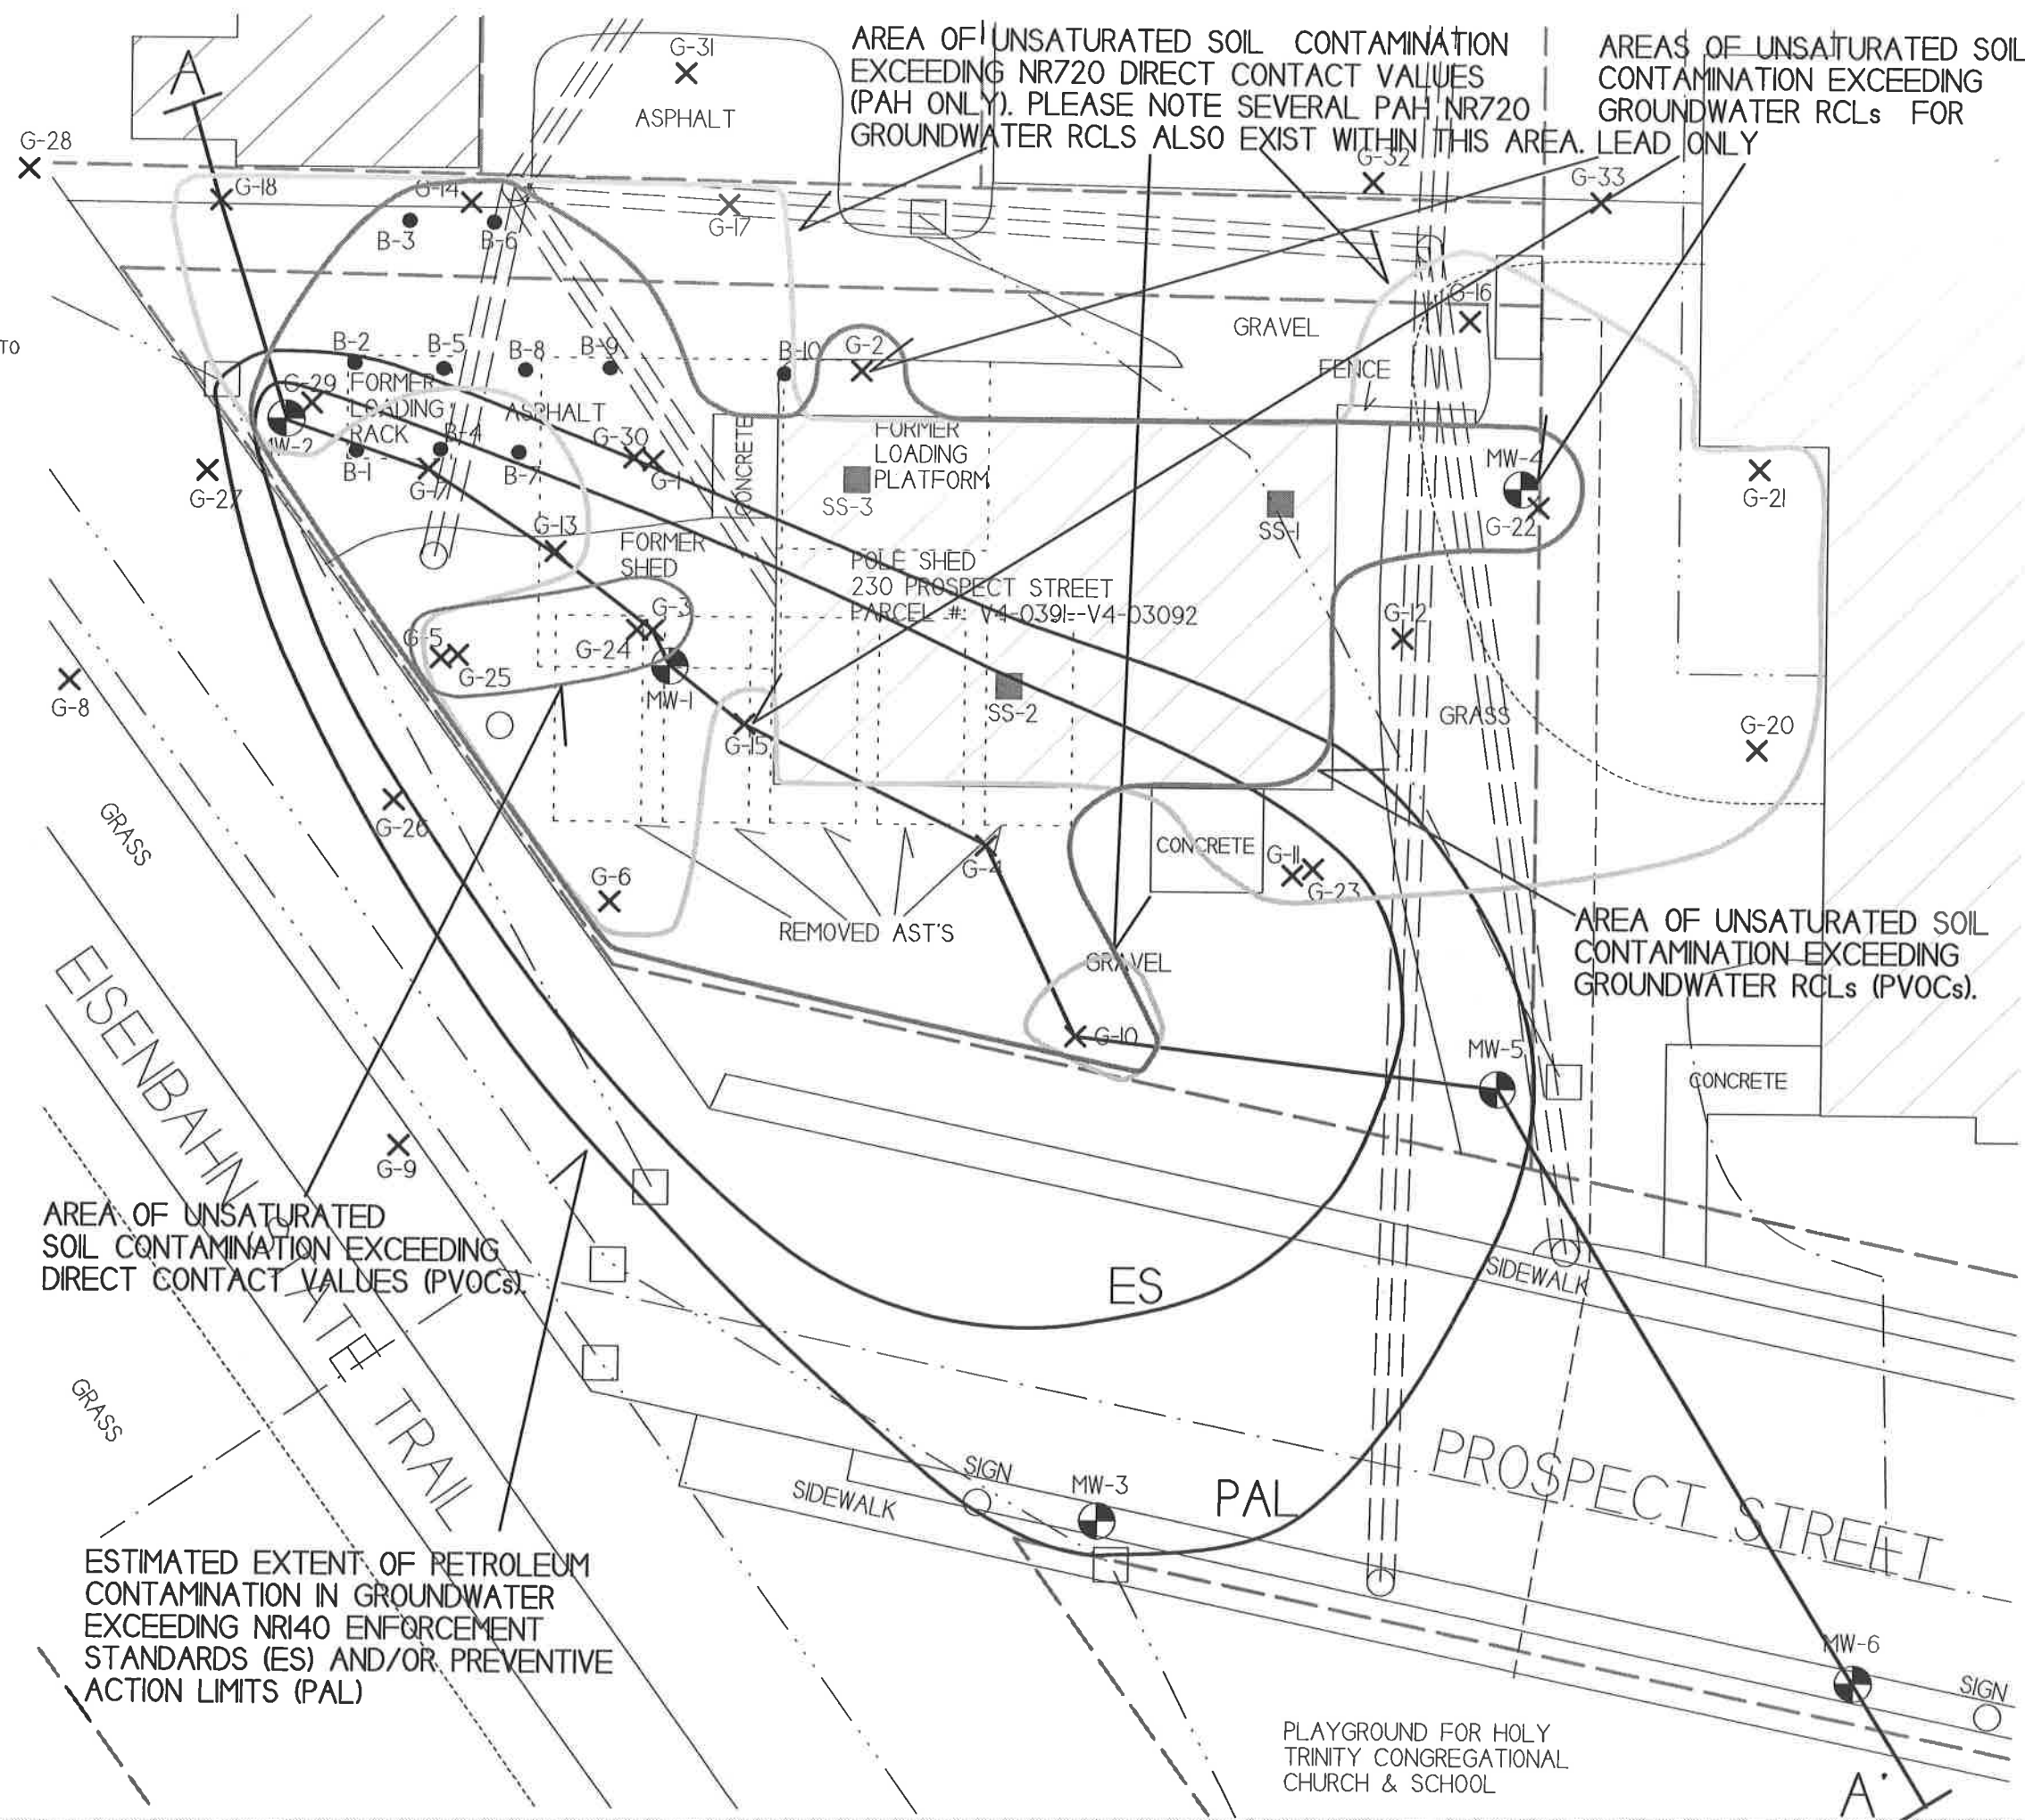 G-31
ASPHALT
AREA OF UNSATURATED SOIL CONTAMINATION
EXCEEDING NR720 DIRECT CONTACT VALUES
(PAH ONLY). PLEASE NOTE SEVERAL PAH NR720
GROUNDWATER RCLS ALSO EXIST WITHIN THIS AREA.
AREAS OF UNSATURATED SOIL
CONTAMINATION EXCEEDING
GROUNDWATER RCLs FOR
LEAD ONLY
A
G-28
G-18
G-14
B-3
B-6
G-17
G-32
G-33
G-16
GRAVEL
FENCE
TO
B-2
B-5
B-8
B-9
B-10
G-2
G-29
FORMER
LOADING
RACK
ASPHALT
MW-2
B-1
B-4
G-7
B-7
G-30
G-1
CONCRETE
FORMER
LOADING
PLATFORM
SS-3
SS-1
MW-4
G-22
G-21
G-27
G-13
FORMER
SHED
POLE SHED
230 PROSPECT STREET
PARCEL #: V4-0391--V4-03092
G-3
G-5
G-24
G-25
MW-1
G-12
G-8
SS-2
GRASS
G-20
G-15
GRASS
G-26
G-6
G-4
CONCRETE
G-11
G-23
REMOVED AST'S
GRAVEL
AREA OF UNSATURATED SOIL
CONTAMINATION EXCEEDING
GROUNDWATER RCLs (PVOCs).
G-10
MW-5
CONCRETE
EISENBAHN STATE TRAIL
G-9
AREA OF UNSATURATED
SOIL CONTAMINATION EXCEEDING
DIRECT CONTACT VALUES (PVOCs).
ES
SIDEWALK
GRASS
SIGN
MW-3
SIDEWALK
PAL
PROSPECT STREET
ESTIMATED EXTENT OF PETROLEUM
CONTAMINATION IN GROUNDWATER
EXCEEDING NR140 ENFORCEMENT
STANDARDS (ES) AND/OR PREVENTIVE
ACTION LIMITS (PAL)
MW-6
SIGN
PLAYGROUND FOR HOLY
TRINITY CONGREGATIONAL
CHURCH & SCHOOL
A'